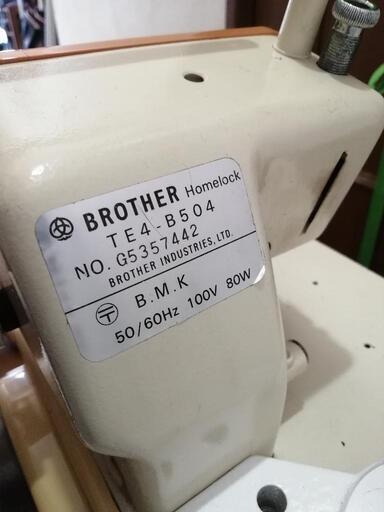 BROTHER Homelock
TE4-B504
NO. G5357442
BROTHER INDUSTRIES, LTD.
B.M.K
50/60Hz 100V 80W